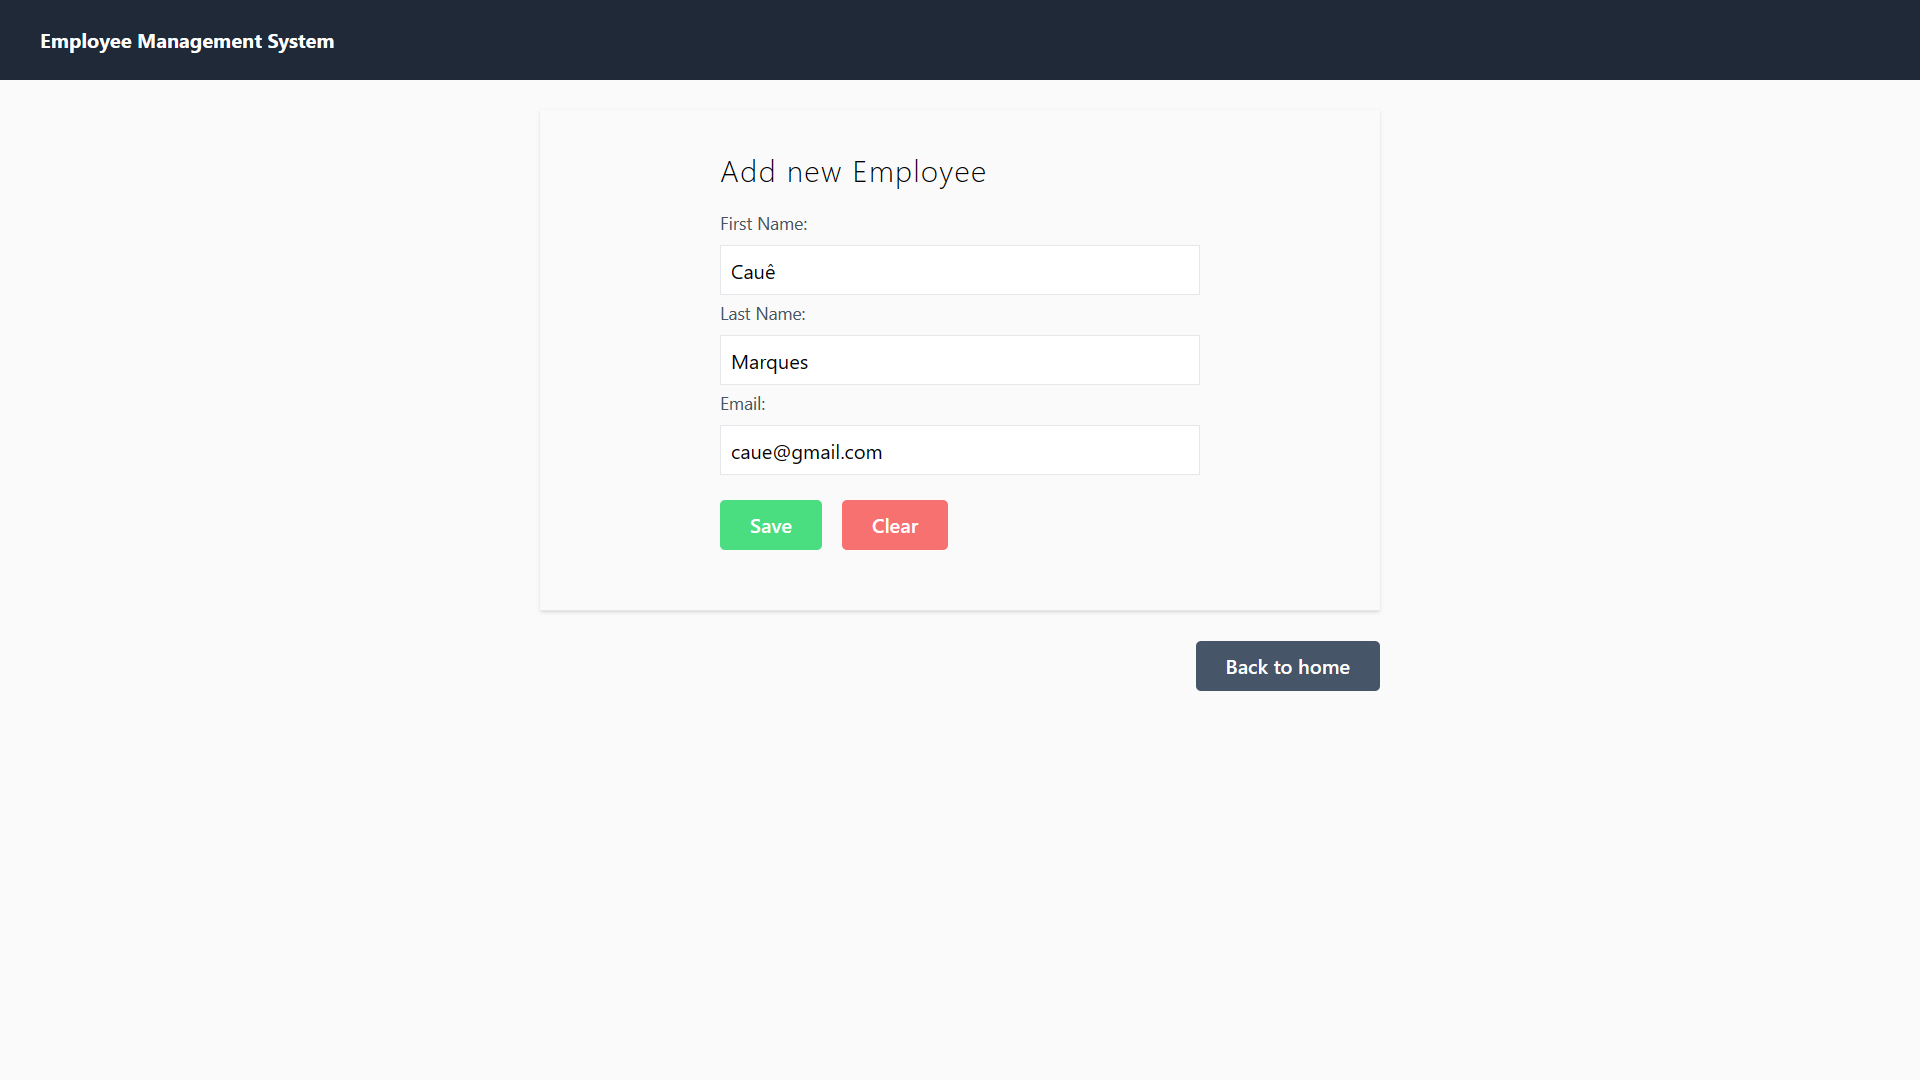 Employee Management System
Add new Employee
First Name:
Cauê
Last Name:
Marques
Email:
caue@gmail.com
Save Clear
Back to home